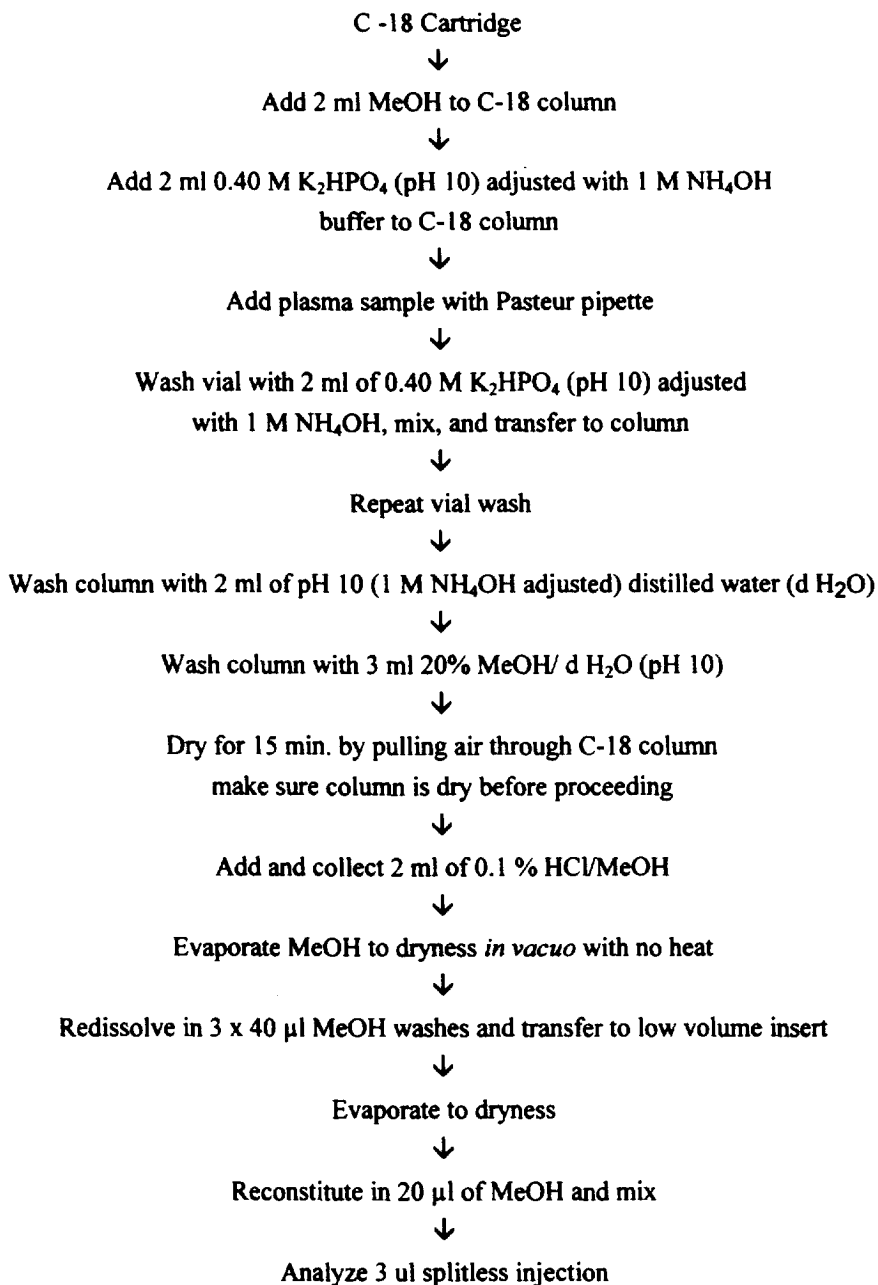 C -18 Cartridge
↓
Add 2 ml MeOH to C-18 column
↓
Add 2 ml 0.40 M K₂HPO₄ (pH 10) adjusted with 1 M NH₄OH
buffer to C-18 column
↓
Add plasma sample with Pasteur pipette
↓
Wash vial with 2 ml of 0.40 M K₂HPO₄ (pH 10) adjusted
with 1 M NH₄OH, mix, and transfer to column
↓
Repeat vial wash
↓
Wash column with 2 ml of pH 10 (1 M NH₄OH adjusted) distilled water (d H₂O)
↓
Wash column with 3 ml 20% MeOH/ d H₂O (pH 10)
↓
Dry for 15 min. by pulling air through C-18 column
make sure column is dry before proceeding
↓
Add and collect 2 ml of 0.1 % HCl/MeOH
↓
Evaporate MeOH to dryness in vacuo with no heat
↓
Redissolve in 3 x 40 µl MeOH washes and transfer to low volume insert
↓
Evaporate to dryness
↓
Reconstitute in 20 µl of MeOH and mix
↓
Analyze 3 ul splitless injection